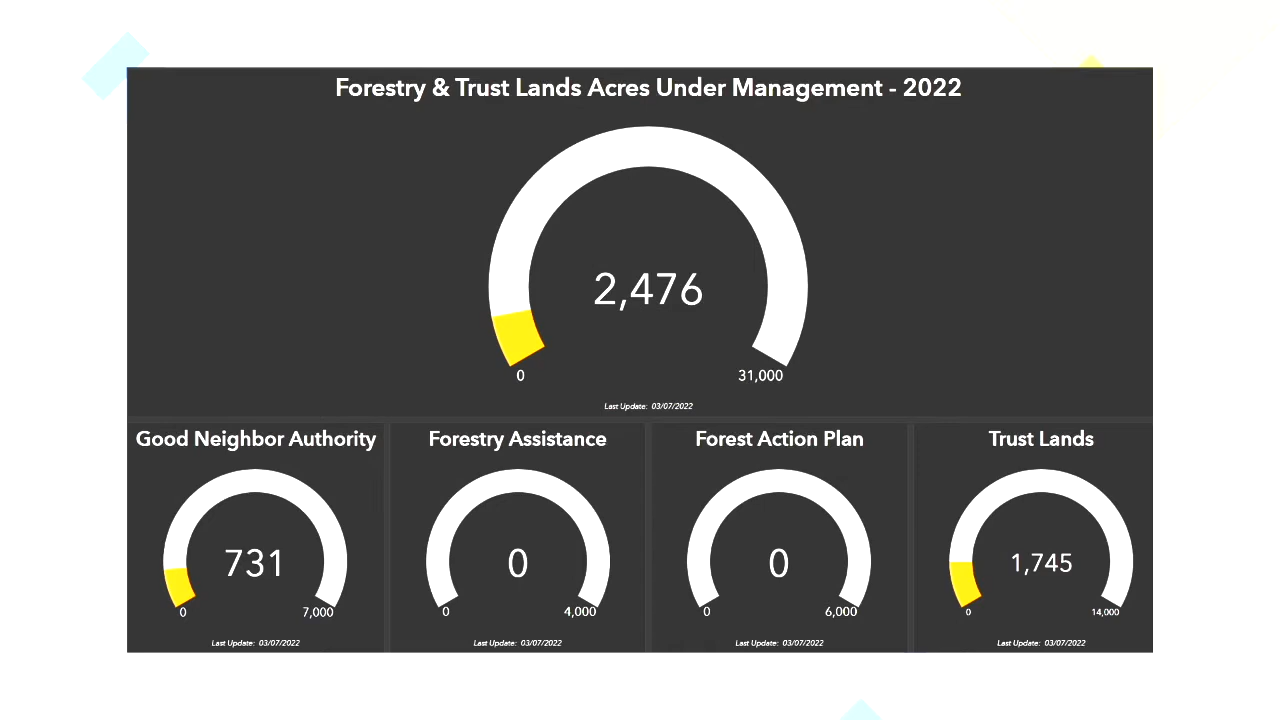 Forestry & Trust Lands Acres Under Management - 2022
2,476
0
31,000
Last Update: 03/07/2022
Good Neighbor Authority
731
0
7,000
Last Update: 03/07/2022
Forestry Assistance
0
0
4,000
Last Update: 03/07/2022
Forest Action Plan
0
0
6,000
Last Update: 03/07/2022
Trust Lands
1,745
0
14,000
Last Update: 03/07/2022